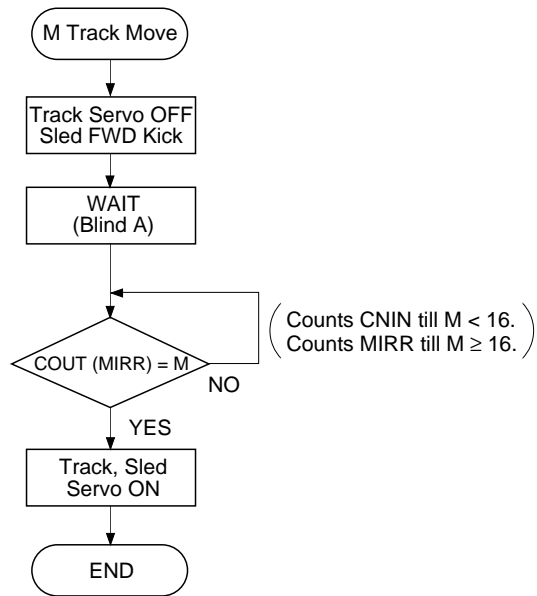 M Track Move
Track Servo OFF
Sled FWD Kick
WAIT
(Blind A)
COUT (MIRR) = M
NO
(Counts CNIN till M < 16.
Counts MIRR till M ≥ 16.)
YES
Track, Sled
Servo ON
END